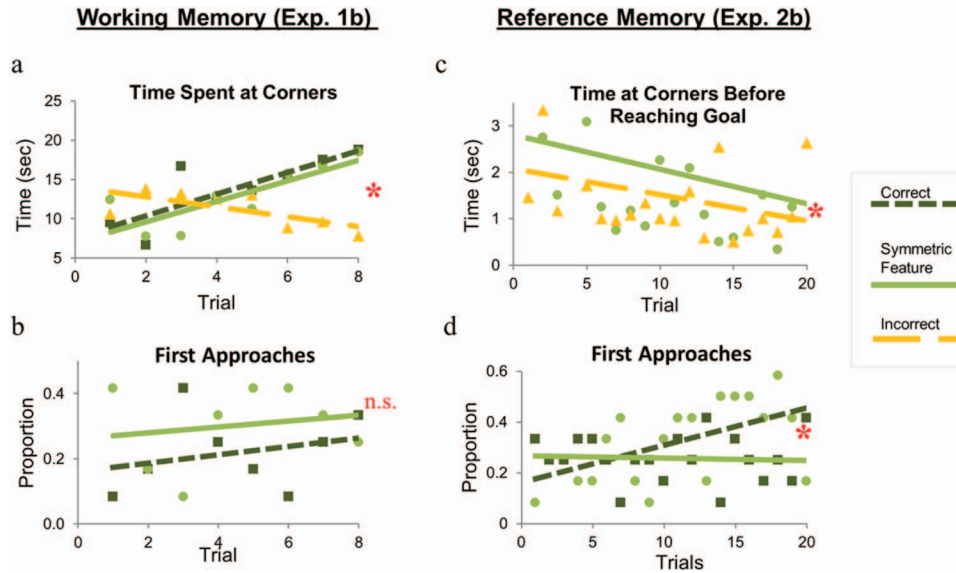 Working Memory (Exp. 1b)
Reference Memory (Exp. 2b)
a
Time Spent at Corners
25
20
15
10
5
Time (sec)
0
2
4
6
8
Trial
*
c
Time at Corners Before
Reaching Goal
3
2
1
0
Time (sec)
0
5
10
15
20
Trial
*
b
First Approaches
0.4
0.2
0.0
Proportion
0
2
4
6
8
Trial
n.s.
d
First Approaches
0.6
0.4
0.2
0
Proportion
0
5
10
15
20
Trials
*
Correct
Symmetric
Feature
Incorrect